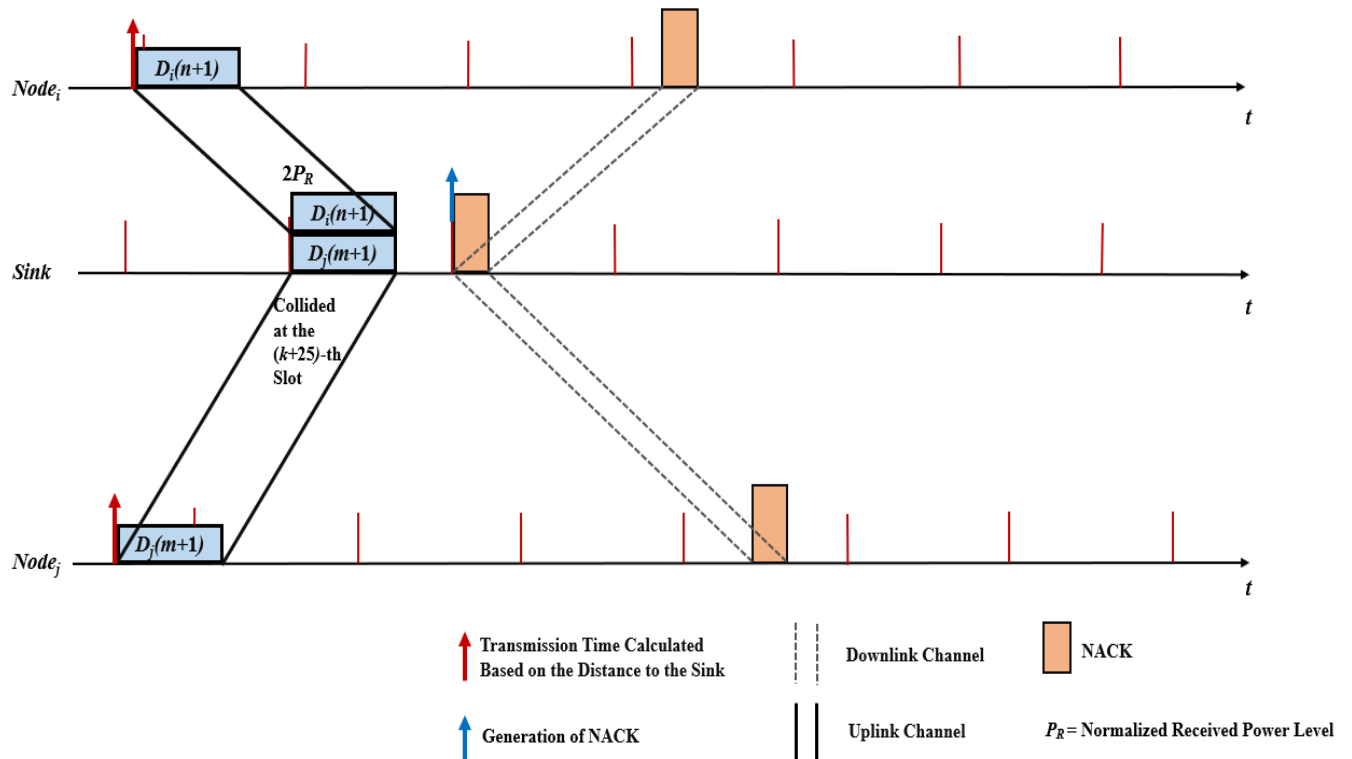 D_i(n+1)
Node_i
t
2P_R
D_i(n+1)
D_j(m+1)
Sink
t
Collided
at the
(k+25)-th
Slot
D_j(m+1)
Node_j
t
Transmission Time Calculated
Based on the Distance to the Sink
Downlink Channel
NACK
Generation of NACK
Uplink Channel
P_R = Normalized Received Power Level